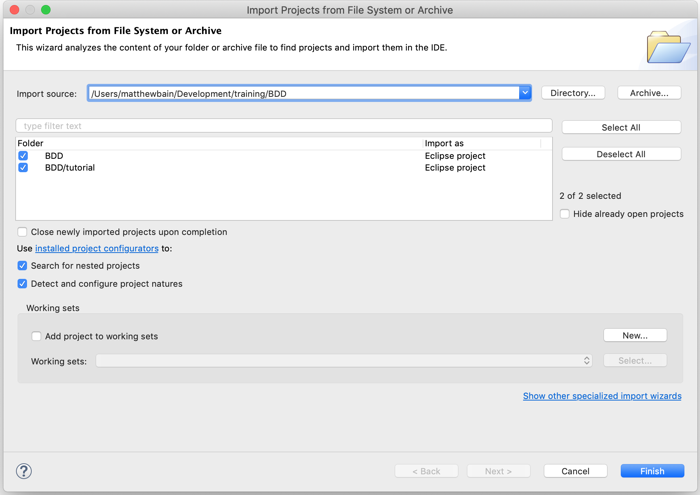 Import Projects from File System or Archive
Import Projects from File System or Archive
This wizard analyzes the content of your folder or archive file to find projects and import them in the IDE.
Import source: /Users/matthewbain/Development/training/BDD Directory... Archive...
type filter text
Select All
Folder Import as
BDD Eclipse project
Deselect All
BDD/tutorial Eclipse project
2 of 2 selected
Hide already open projects
Close newly imported projects upon completion
Use installed project configurators to:
Search for nested projects
Detect and configure project natures
Working sets
Add project to working sets New...
Working sets: Select...
Show other specialized import wizards
? < Back Next > Cancel Finish